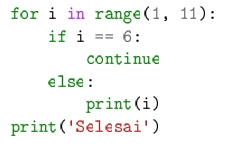 for i in range(1, 11):
    if i == 6:
        continue
    else:
        print(i)
print('Selesai')